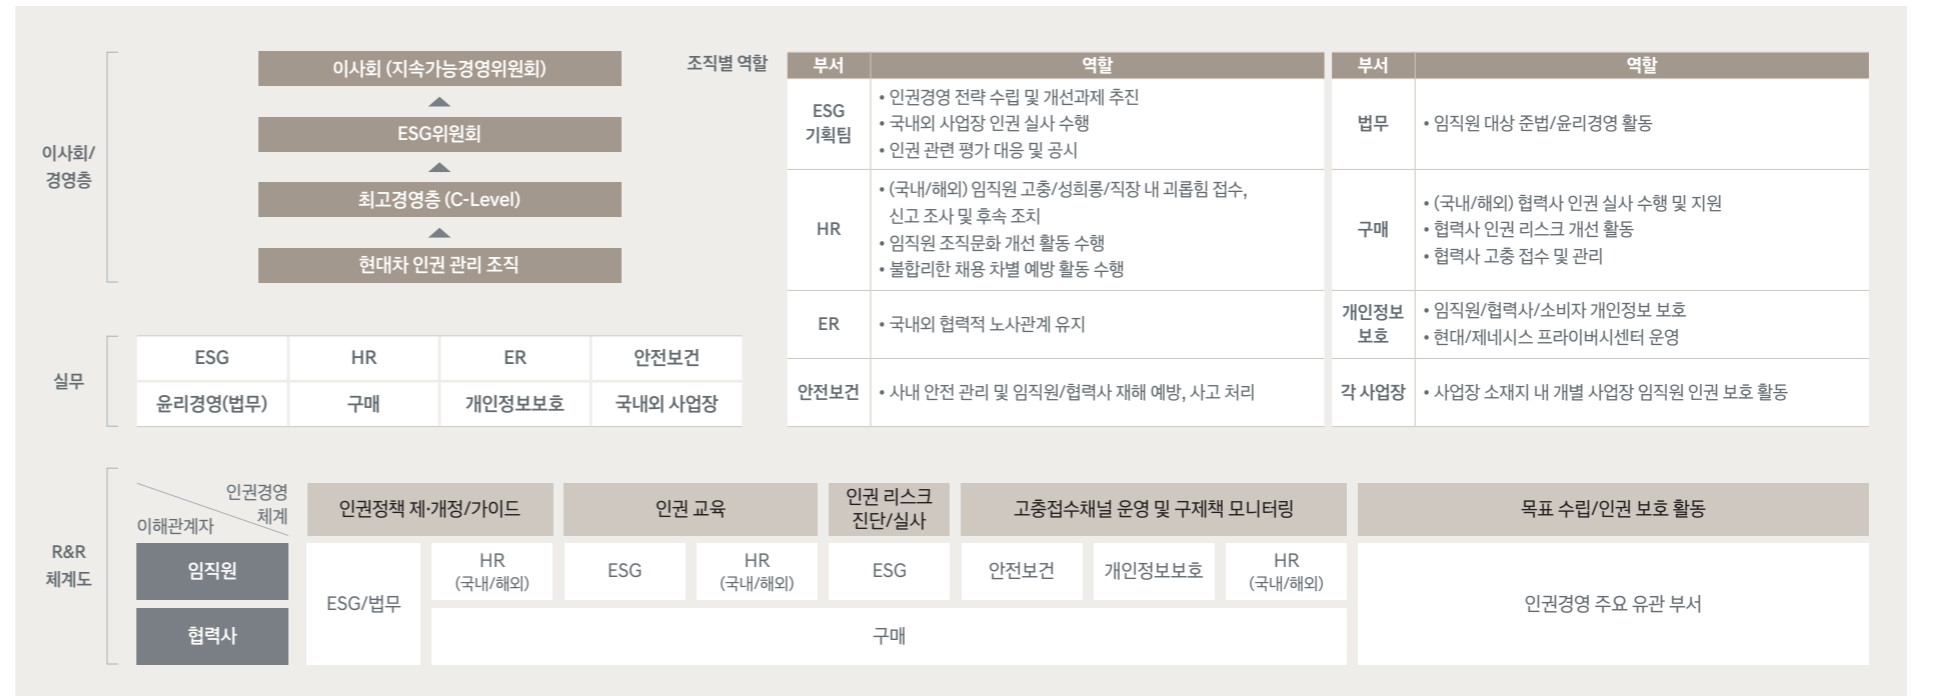 이사회/
경영층
이사회 (지속가능경영위원회)
ESG위원회
최고경영층 (C-Level)
현대차 인권 관리 조직
실무
ESG
HR
ER
안전보건
윤리경영(법무)
구매
개인정보보호
국내외 사업장
조직별 역할
부서
역할
ESG
기획팀
• 인권경영 전략 수립 및 개선과제 추진
• 국내외 사업장 인권 실사 수행
• 인권 관련 평가 대응 및 공시
HR
• (국내/해외) 임직원 고충/성희롱/직장 내 괴롭힘 접수,
신고 조사 및 후속 조치
• 임직원 조직문화 개선 활동 수행
• 불합리한 채용 차별 예방 활동 수행
ER
• 국내외 협력적 노사관계 유지
안전보건
• 사내 안전 관리 및 임직원/협력사 재해 예방, 사고 처리
부서
역할
법무
• 임직원 대상 준법/윤리경영 활동
구매
• (국내/해외) 협력사 인권 실사 수행 및 지원
• 협력사 인권 리스크 개선 활동
• 협력사 고충 접수 및 관리
개인정보
보호
• 임직원/협력사/소비자 개인정보 보호
• 현대/제네시스 프라이버시센터 운영
각 사업장
• 사업장 소재지 내 개별 사업장 임직원 인권 보호 활동
R&R
체계도
인권경영
체계
이해관계자
인권정책 제·개정/가이드
인권 교육
인권 리스크
진단/실사
고충접수채널 운영 및 구제책 모니터링
목표 수립/인권 보호 활동
임직원
ESG/법무
HR
(국내/해외)
ESG
HR
(국내/해외)
ESG
안전보건
개인정보보호
HR
(국내/해외)
인권경영 주요 유관 부서
협력사
구매